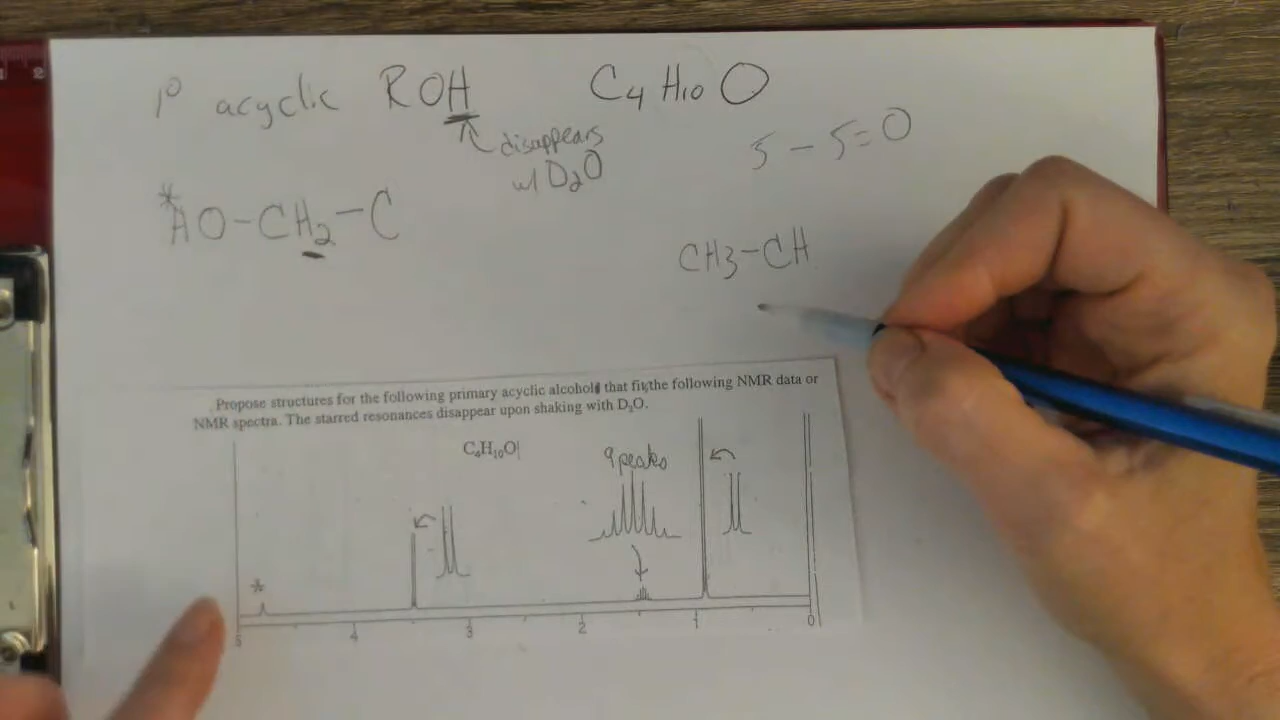 1° acyclic ROH C4H10O
disappears
w/ D2O
5 - 5 = 0
*
HO-CH2-C
CH3-CH
Propose structures for the following primary acyclic alcohols that fit the following NMR data or
NMR spectra. The starred resonances disappear upon shaking with D2O.
C4H10O
9 peaks
*
5 4 3 2 1 0
2